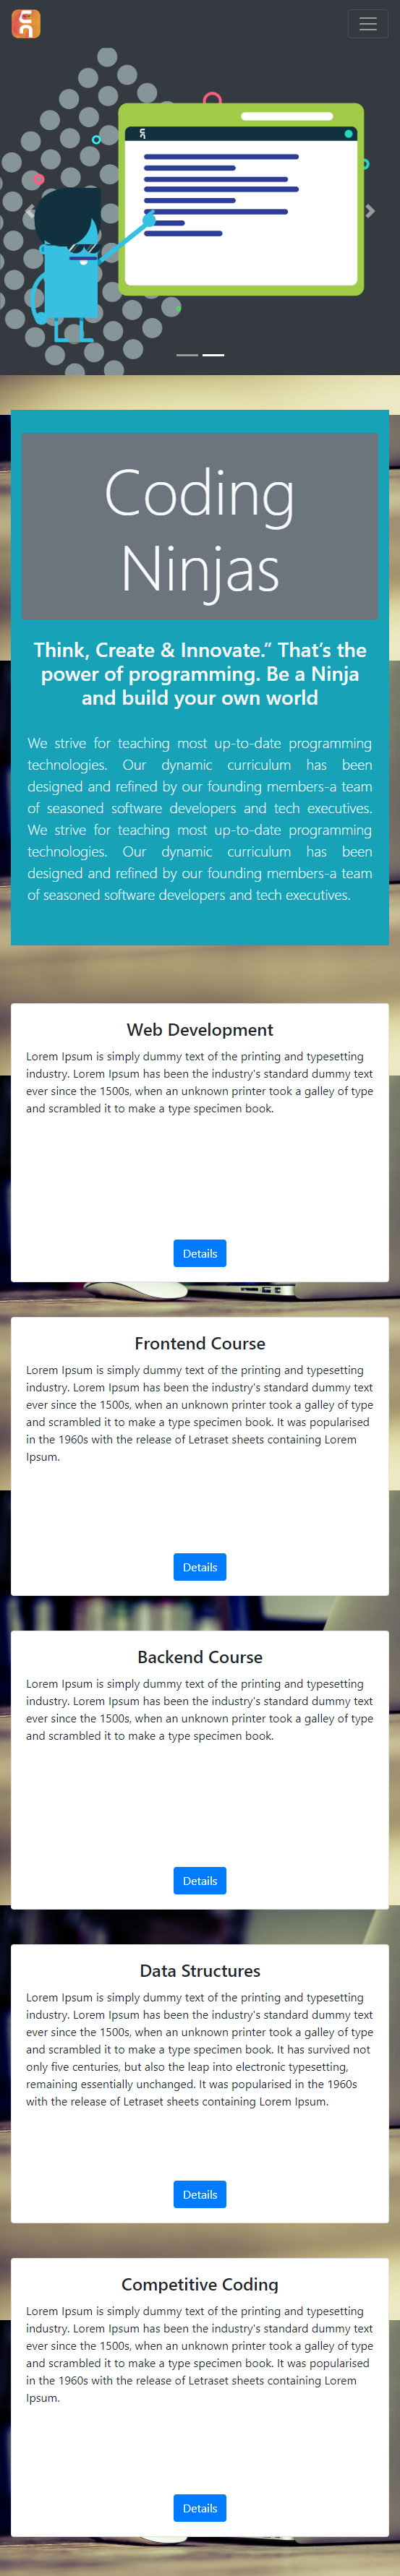 Coding
Ninjas
Think, Create & Innovate.” That’s the
power of programming. Be a Ninja
and build your own world
We strive for teaching most up-to-date programming
technologies. Our dynamic curriculum has been
designed and refined by our founding members-a team
of seasoned software developers and tech executives.
We strive for teaching most up-to-date programming
technologies. Our dynamic curriculum has been
designed and refined by our founding members-a team
of seasoned software developers and tech executives.
Web Development
Lorem Ipsum is simply dummy text of the printing and typesetting
industry. Lorem Ipsum has been the industry's standard dummy text
ever since the 1500s, when an unknown printer took a galley of type
and scrambled it to make a type specimen book.
Details
Frontend Course
Lorem Ipsum is simply dummy text of the printing and typesetting
industry. Lorem Ipsum has been the industry's standard dummy text
ever since the 1500s, when an unknown printer took a galley of type
and scrambled it to make a type specimen book. It was popularised
in the 1960s with the release of Letraset sheets containing Lorem
Ipsum.
Details
Backend Course
Lorem Ipsum is simply dummy text of the printing and typesetting
industry. Lorem Ipsum has been the industry's standard dummy text
ever since the 1500s, when an unknown printer took a galley of type
and scrambled it to make a type specimen book.
Details
Data Structures
Lorem Ipsum is simply dummy text of the printing and typesetting
industry. Lorem Ipsum has been the industry's standard dummy text
ever since the 1500s, when an unknown printer took a galley of type
and scrambled it to make a type specimen book. It has survived not
only five centuries, but also the leap into electronic typesetting,
remaining essentially unchanged. It was popularised in the 1960s
with the release of Letraset sheets containing Lorem Ipsum.
Details
Competitive Coding
Lorem Ipsum is simply dummy text of the printing and typesetting
industry. Lorem Ipsum has been the industry's standard dummy text
ever since the 1500s, when an unknown printer took a galley of type
and scrambled it to make a type specimen book. It was popularised
in the 1960s with the release of Letraset sheets containing Lorem
Ipsum.
Details